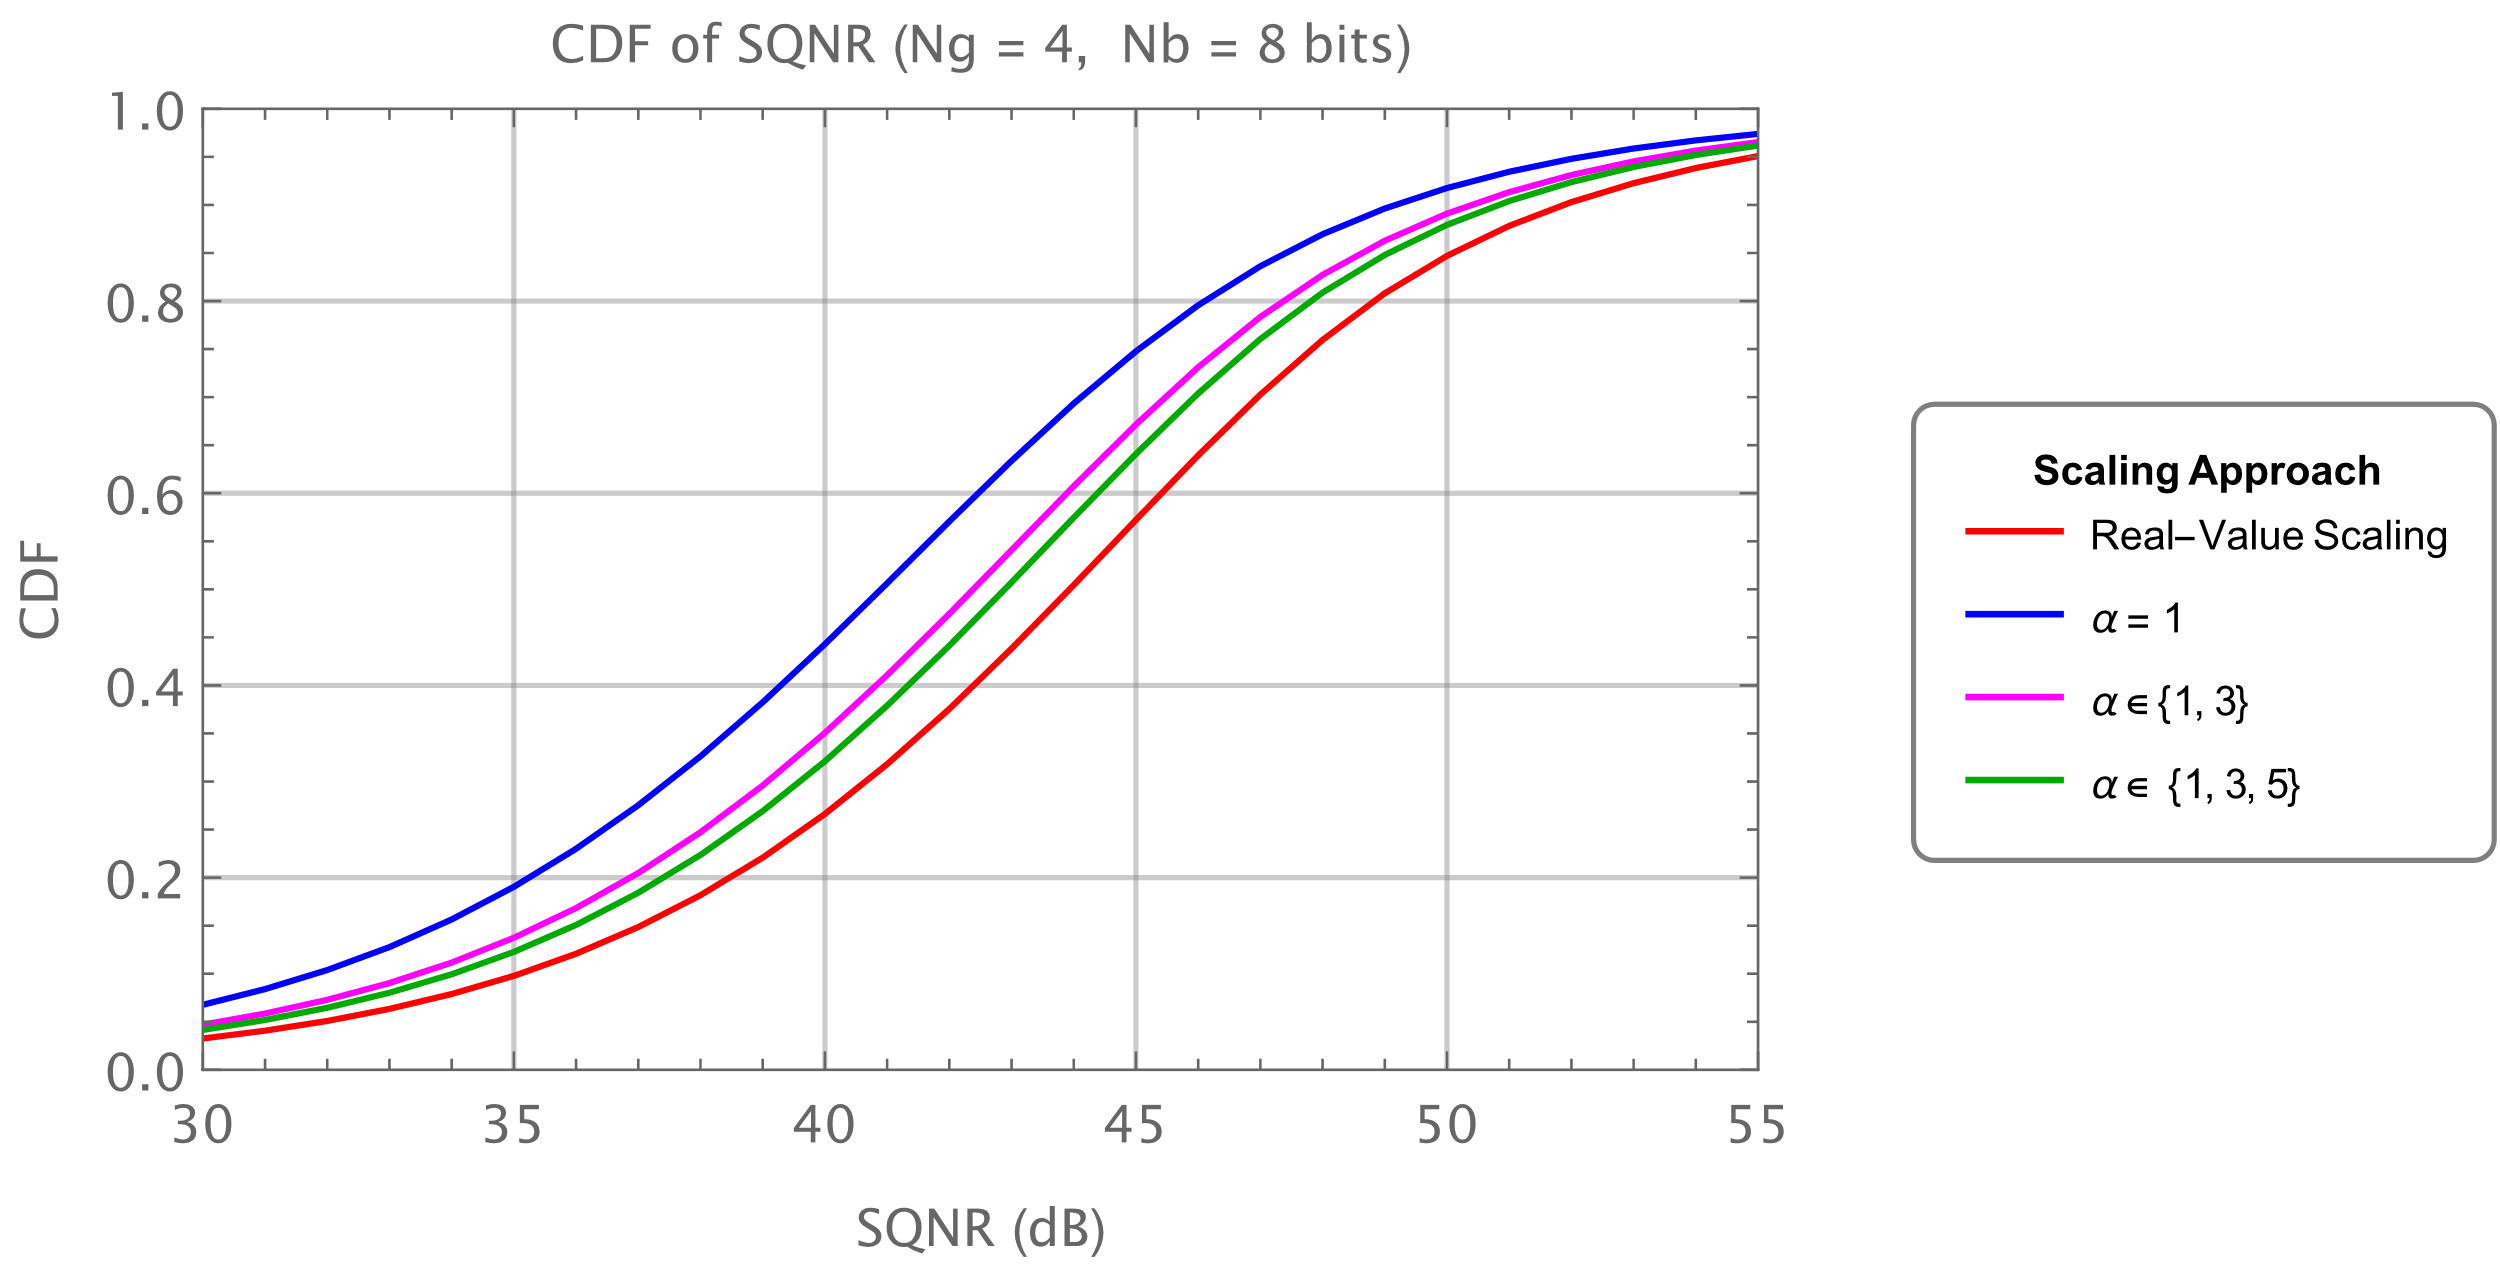 CDF of SQNR (Ng = 4, Nb = 8 bits)
1.0
0.8
0.6
0.4
0.2
0.0
CDF
30 35 40 45 50 55
SQNR (dB)
Scaling Approach
Real-Value Scaling
α = 1
α ∈ {1, 3}
α ∈ {1, 3, 5}